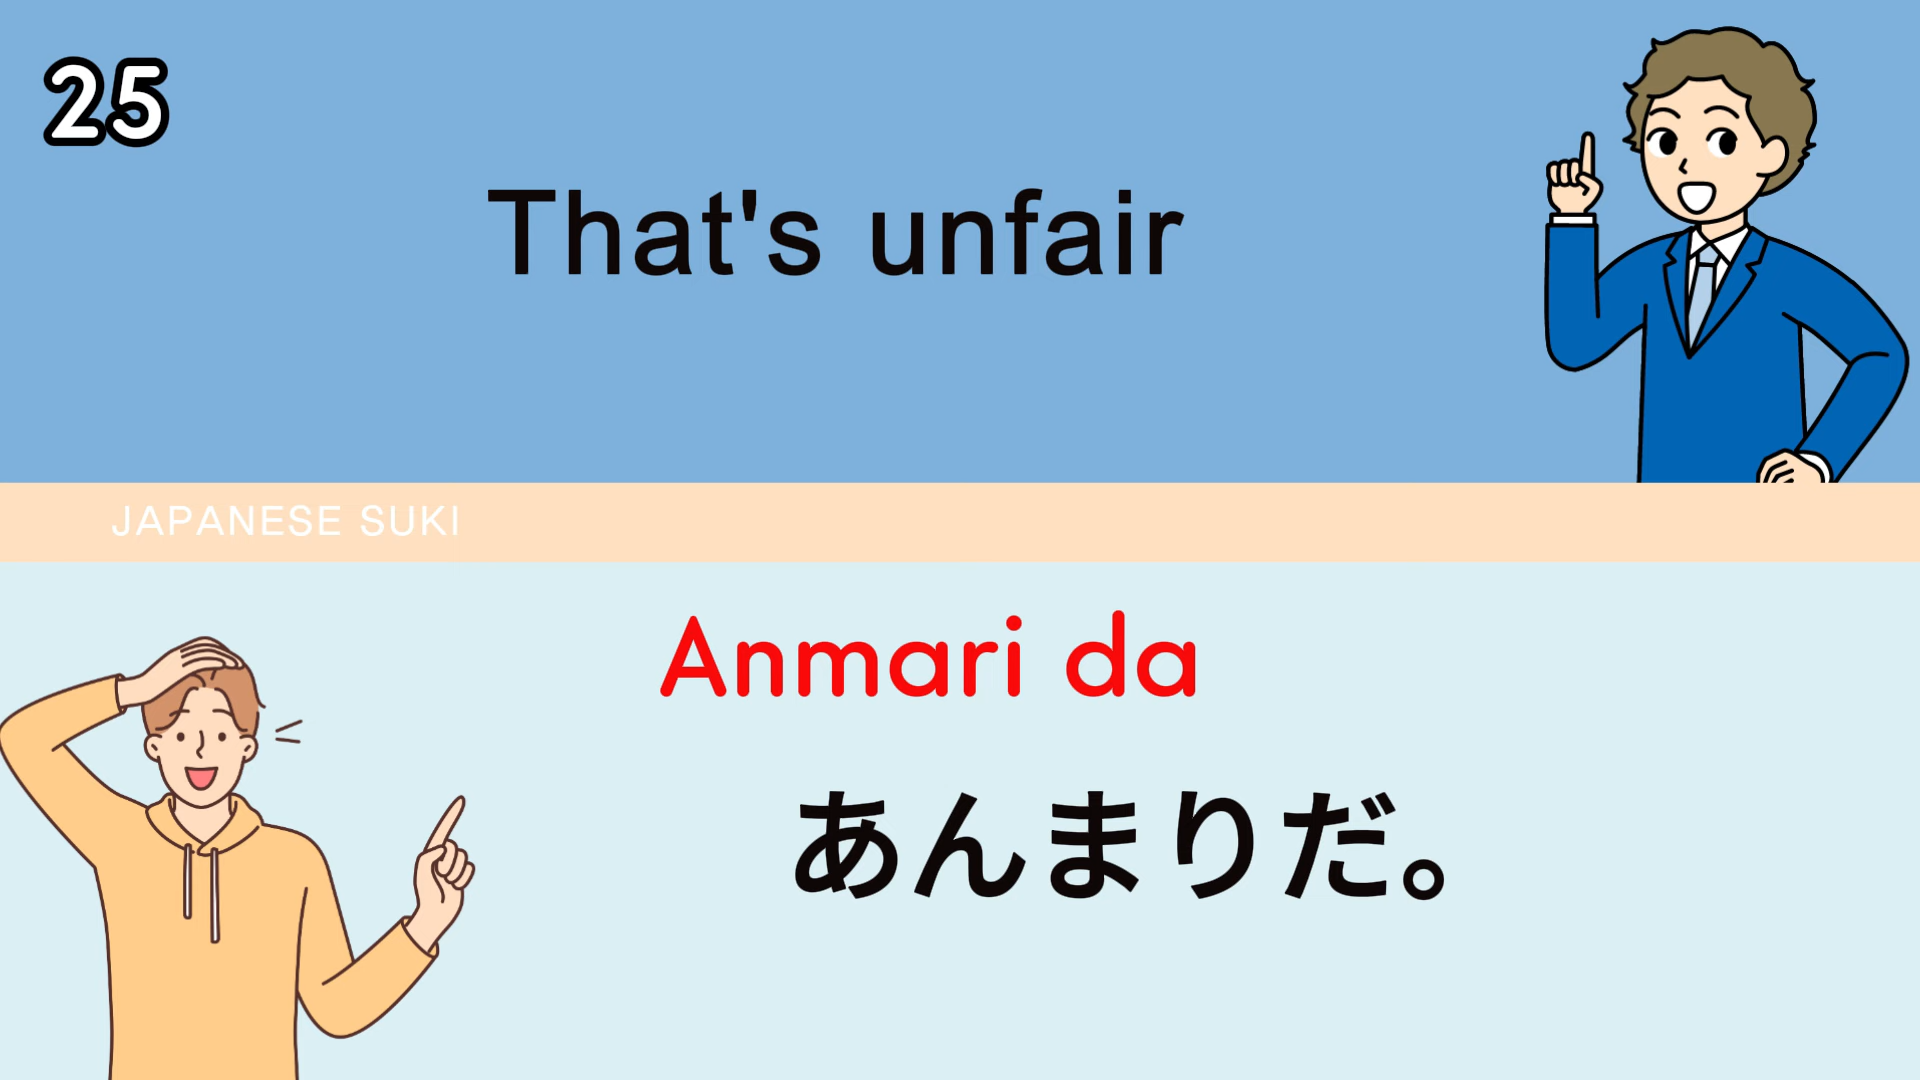 25
That's unfair
JAPANESE SUKI
Anmari da
あんまりだ。